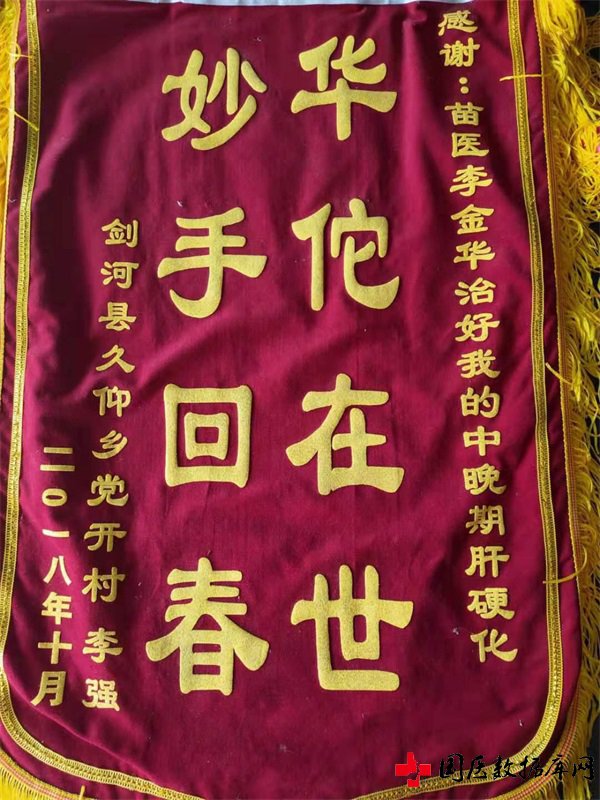 感谢：苗医李金华治好我的中晚期肝硬化
华佗在世
妙手回春
剑河县久仰乡党开村李强
二〇一八年十月
国医数据库网